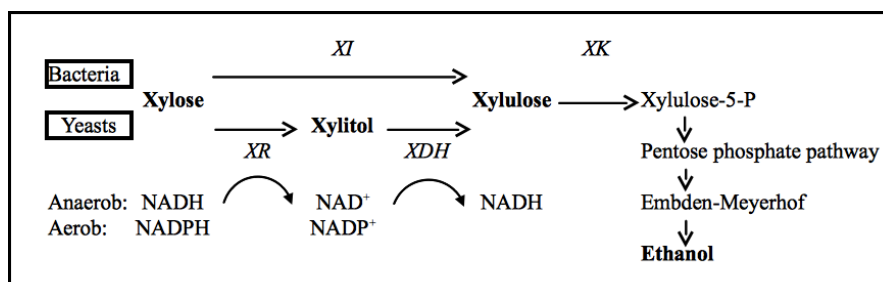 XI XK
Bacteria
Xylose Xylulose Xylulose-5-P
Yeasts Xylitol
XR XDH Pentose phosphate pathway
Anaerob: NADH NAD⁺ NADH Embden-Meyerhof
Aerob: NADPH NADP⁺
Ethanol